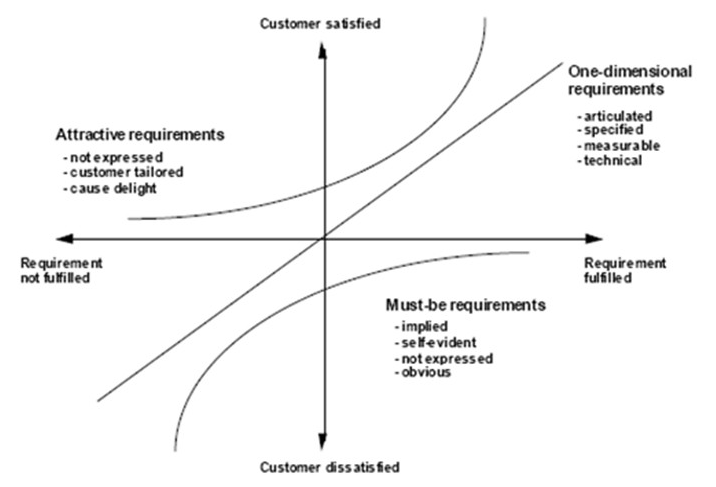 Customer satisfied
One-dimensional
requirements
- articulated
- specified
- measurable
- technical
Attractive requirements
- not expressed
- customer tailored
- cause delight
Requirement
not fulfilled
Requirement
fulfilled
Must-be requirements
- implied
- self-evident
- not expressed
- obvious
Customer dissatisfied